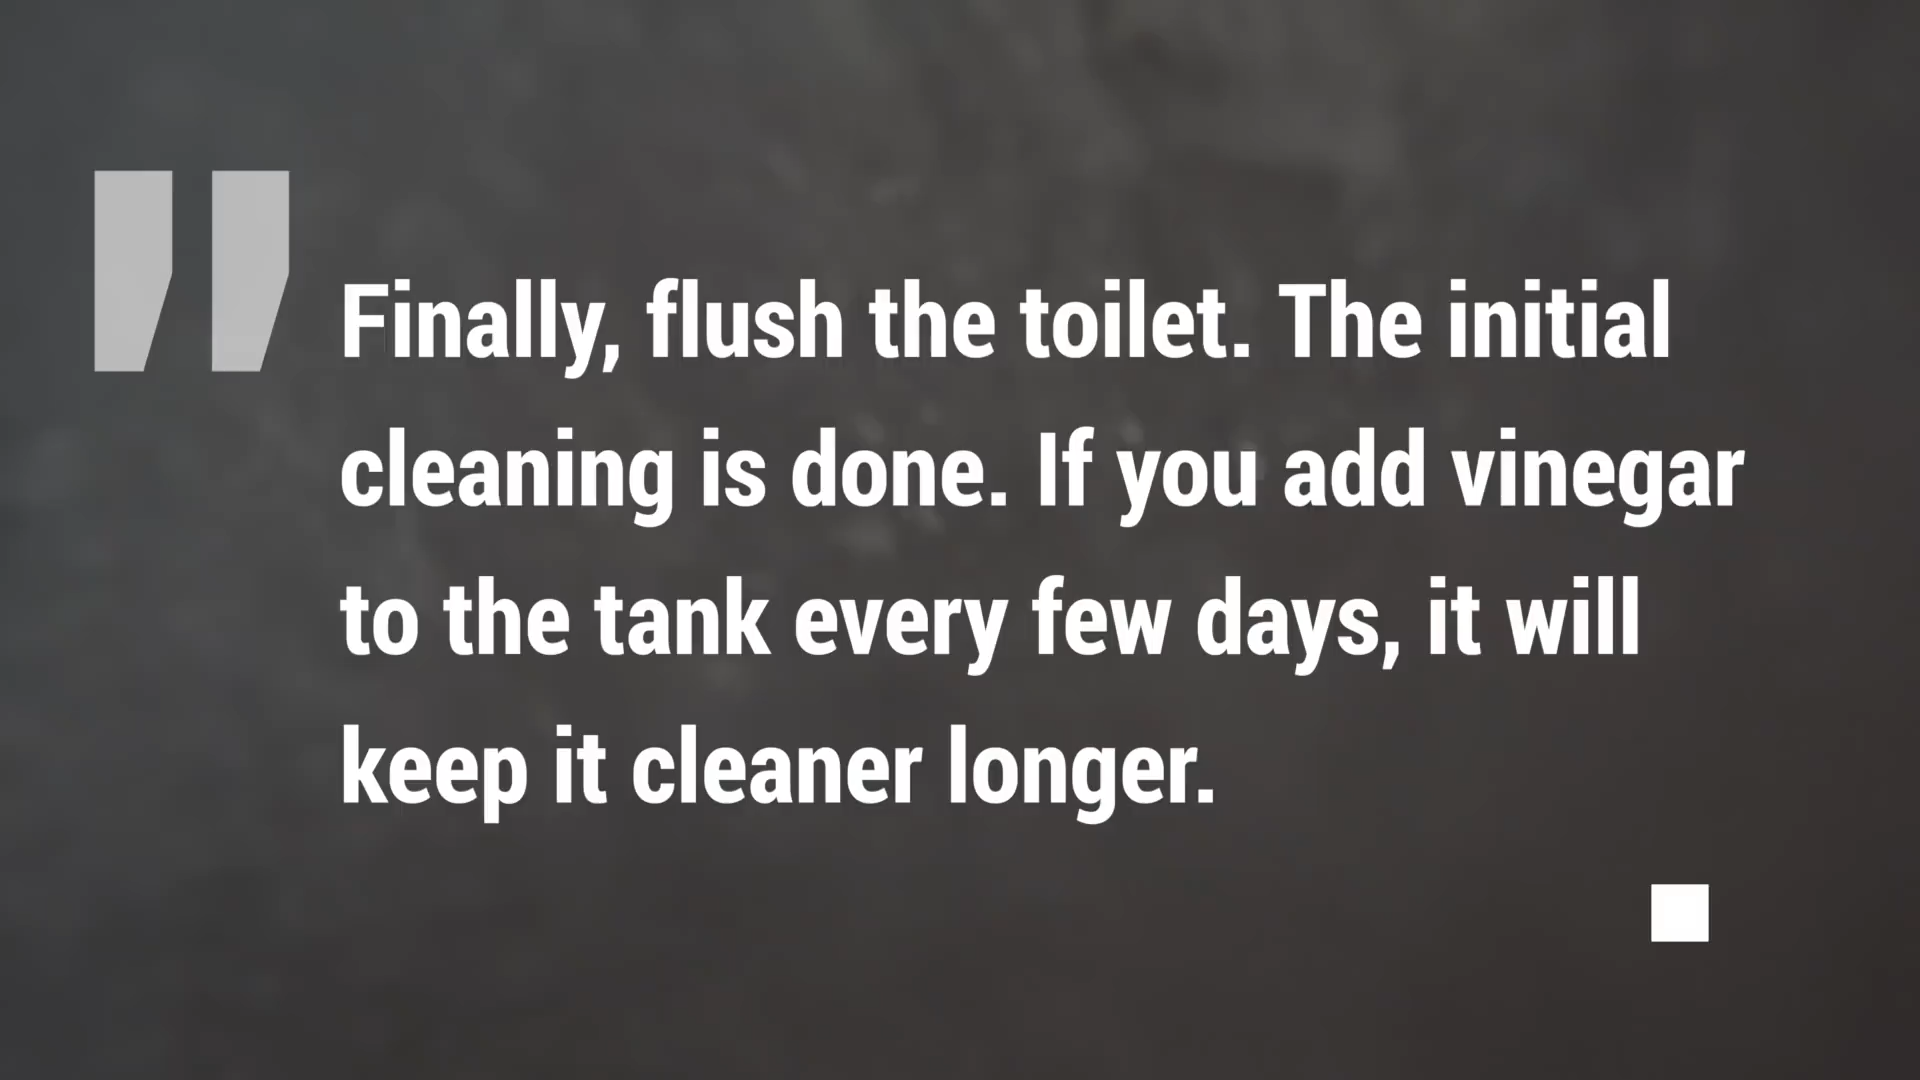 Finally, flush the toilet. The initial
cleaning is done. If you add vinegar
to the tank every few days, it will
keep it cleaner longer.